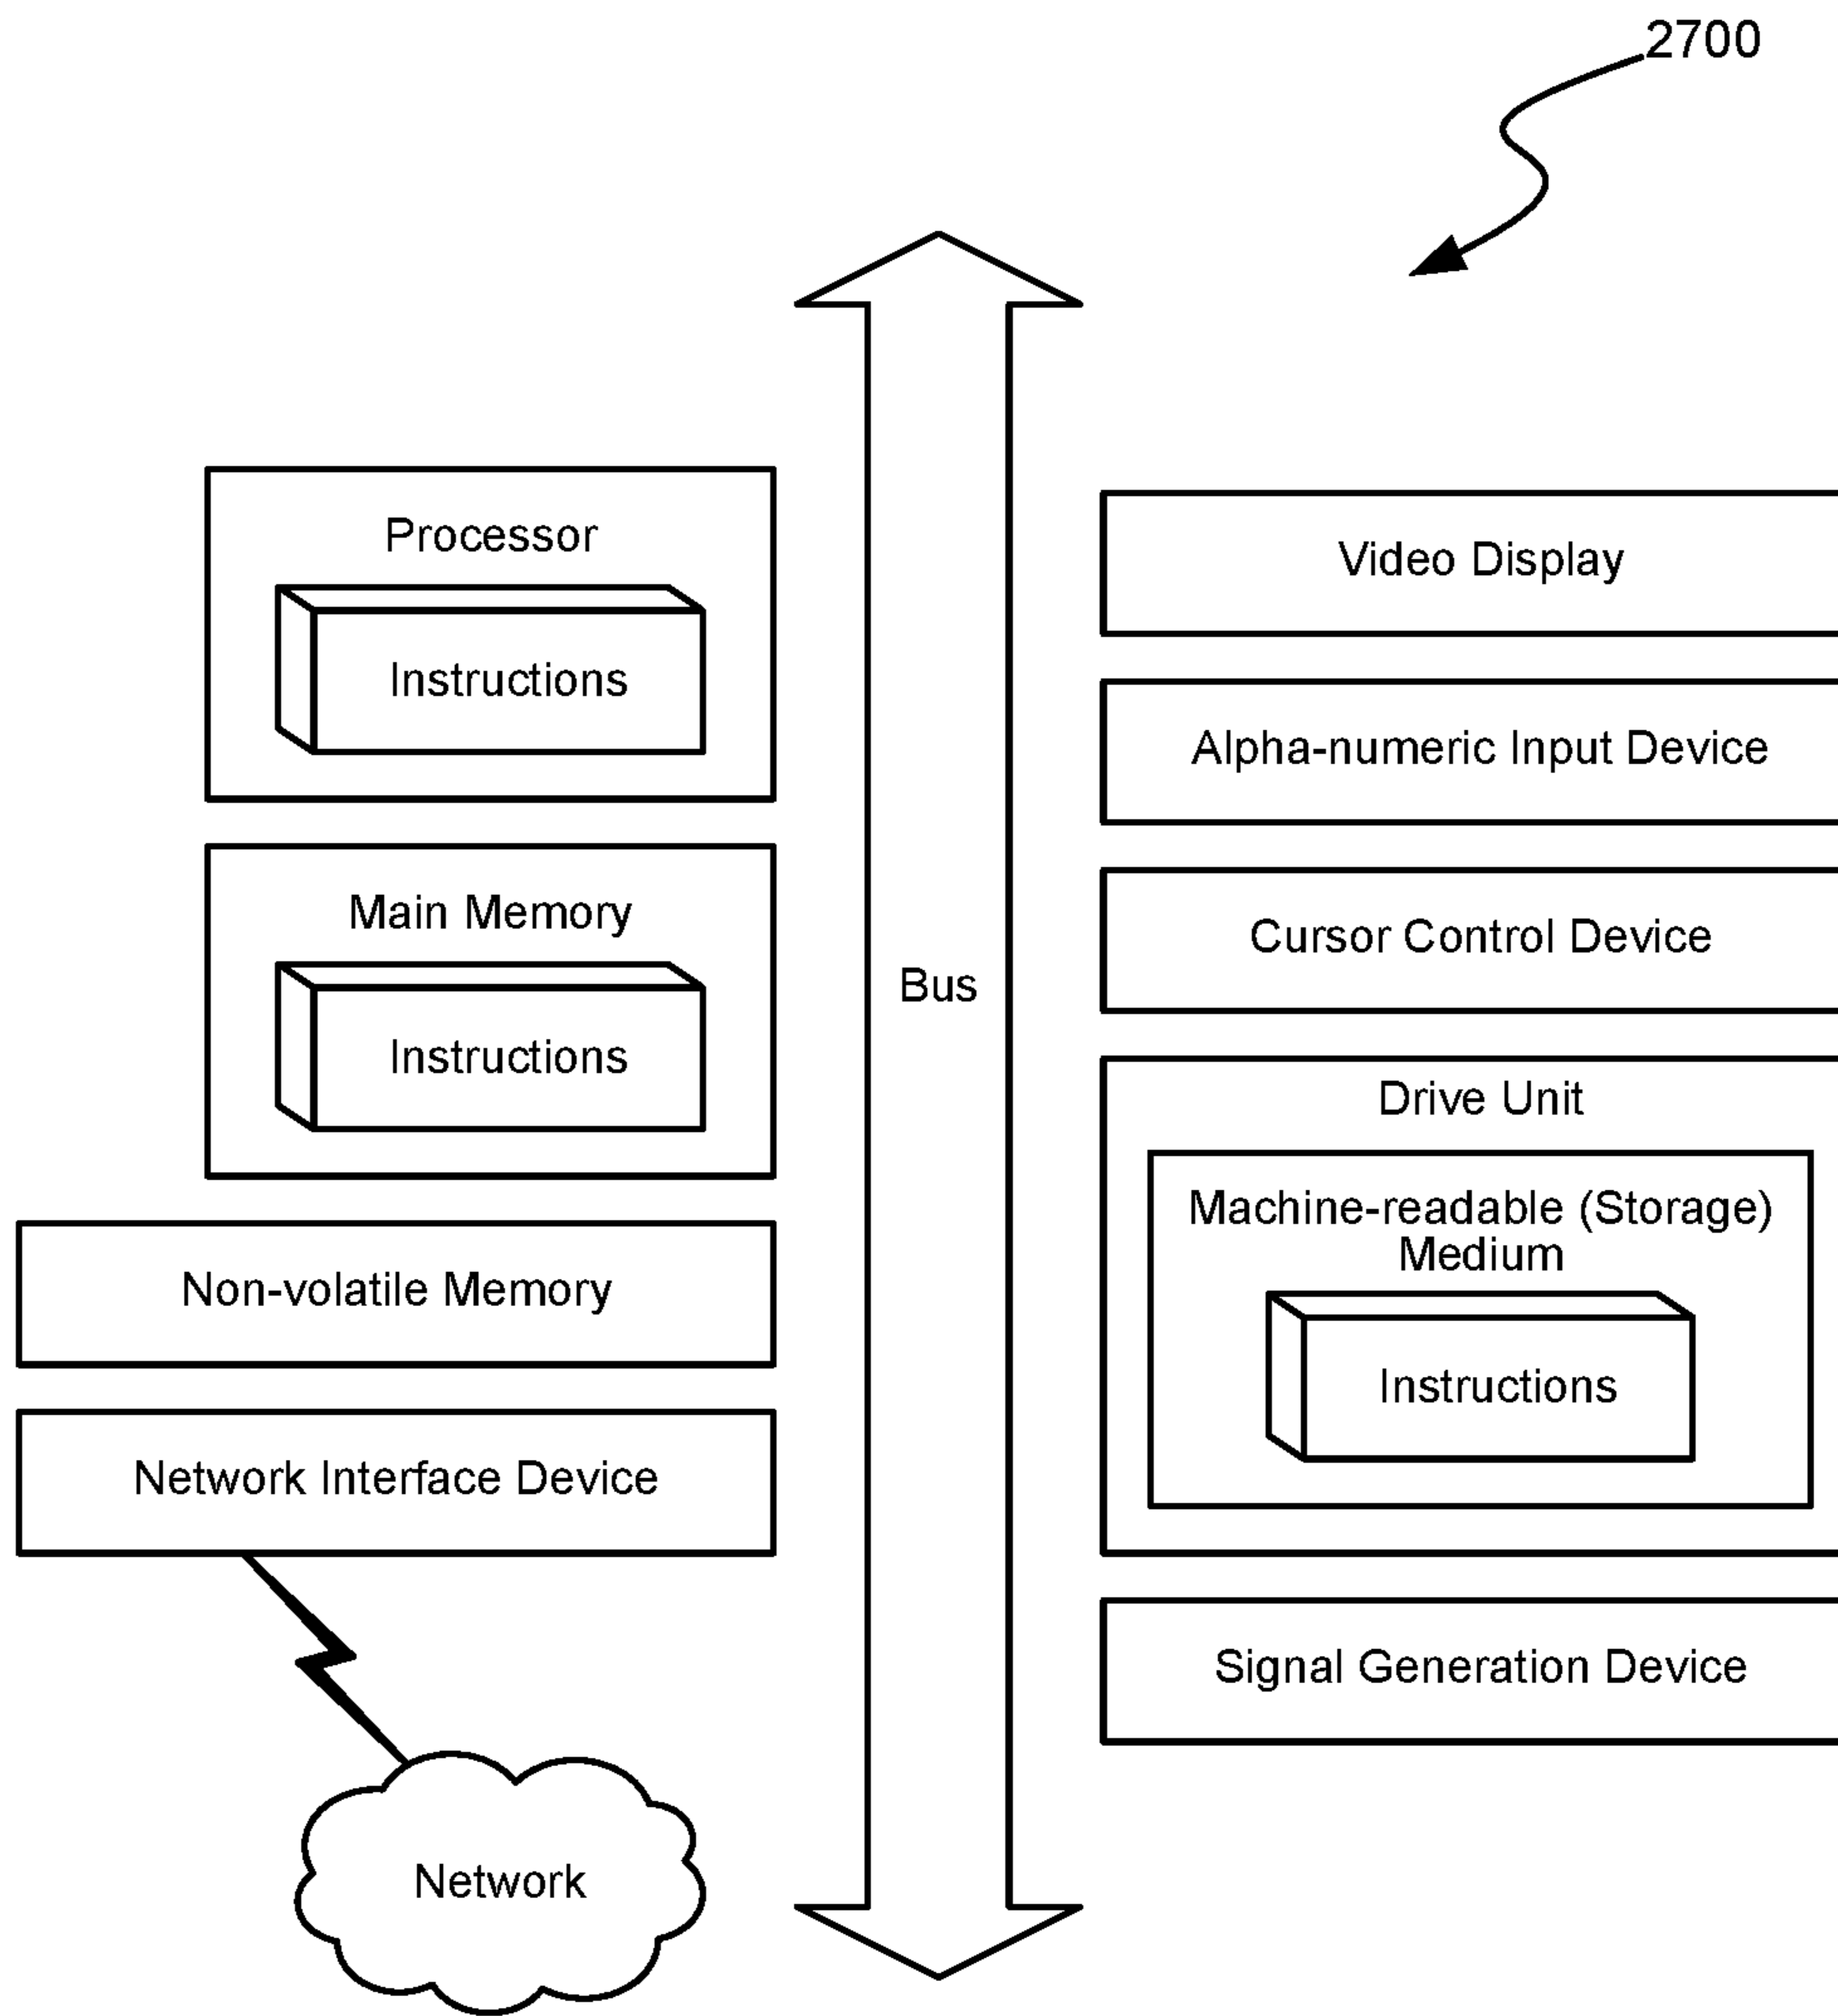 2700
Processor
Instructions
Main Memory
Instructions
Non-volatile Memory
Network Interface Device
Network
Bus
Video Display
Alpha-numeric Input Device
Cursor Control Device
Drive Unit
Machine-readable (Storage)
Medium
Instructions
Signal Generation Device